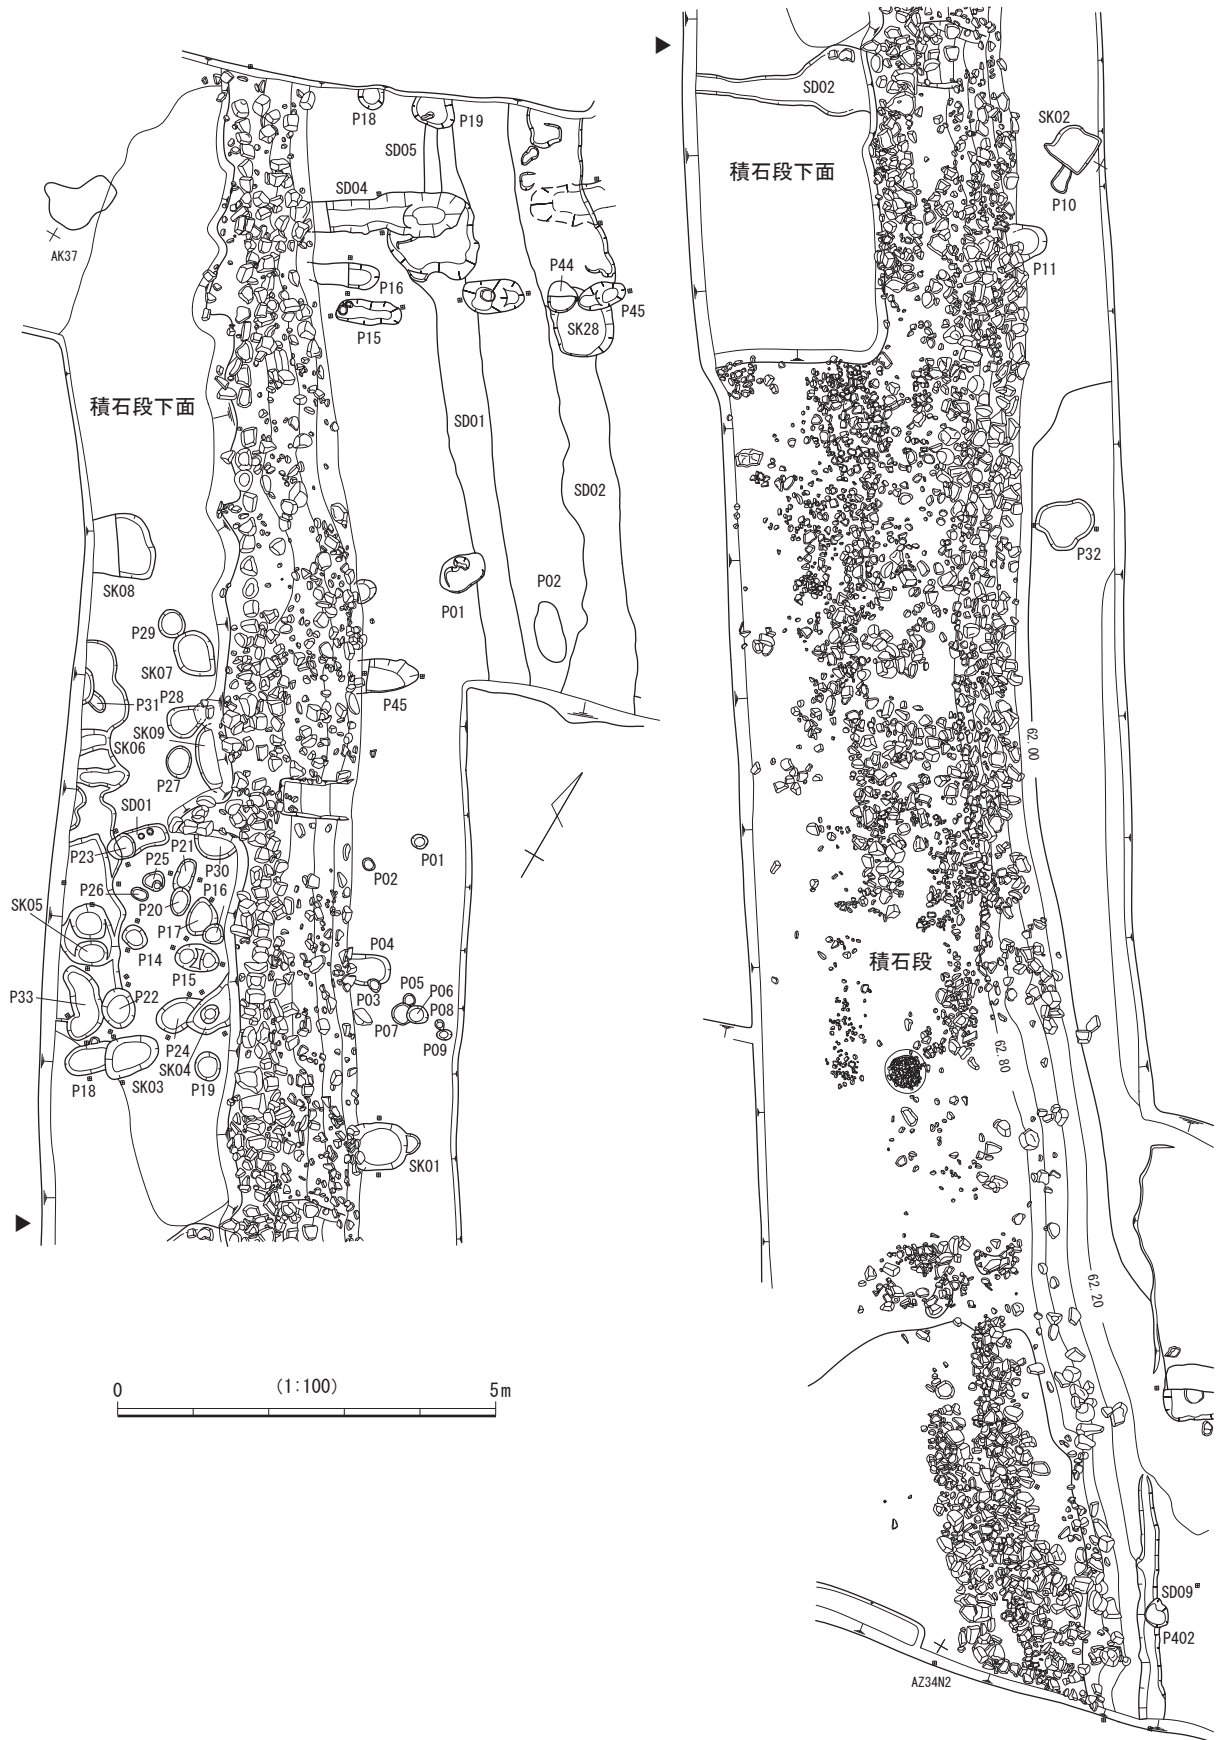 P18
P19
SD05
SD04
AK37
P16
P15
P44
P45
SK28
積石段下面
SD01
SD02
SK08
P01
P02
P29
SK07
P31
P28
P45
SK09
SK06
P27
SD01
P23
P21
P25
P30
P26
P16
P20
SK05
P17
P14
P15
P33
P22
P24
SK04
P18
SK03
P19
P01
P02
P04
P03
P05
P06
P08
P07
P09
SK01
0
(1:100)
5m
SD02
SK02
積石段下面
P10
P11
P32
62.00
積石段
62.80
62.20
SD09
P402
AZ34N2